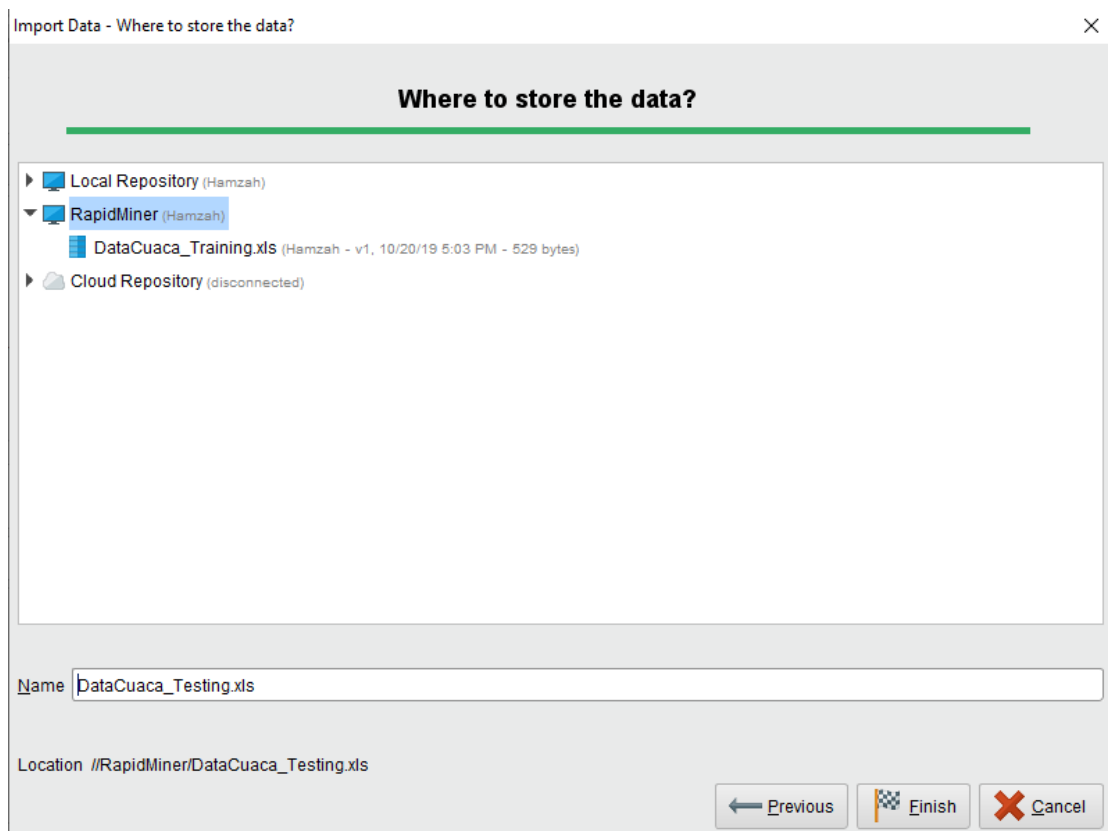 Import Data - Where to store the data?
Where to store the data?
Local Repository (Hamzah)
RapidMiner (Hamzah)
DataCuaca_Training.xls (Hamzah - v1, 10/20/19 5:03 PM - 529 bytes)
Cloud Repository (disconnected)
Name DataCuaca_Testing.xls
Location //RapidMiner/DataCuaca_Testing.xls
Previous Finish Cancel